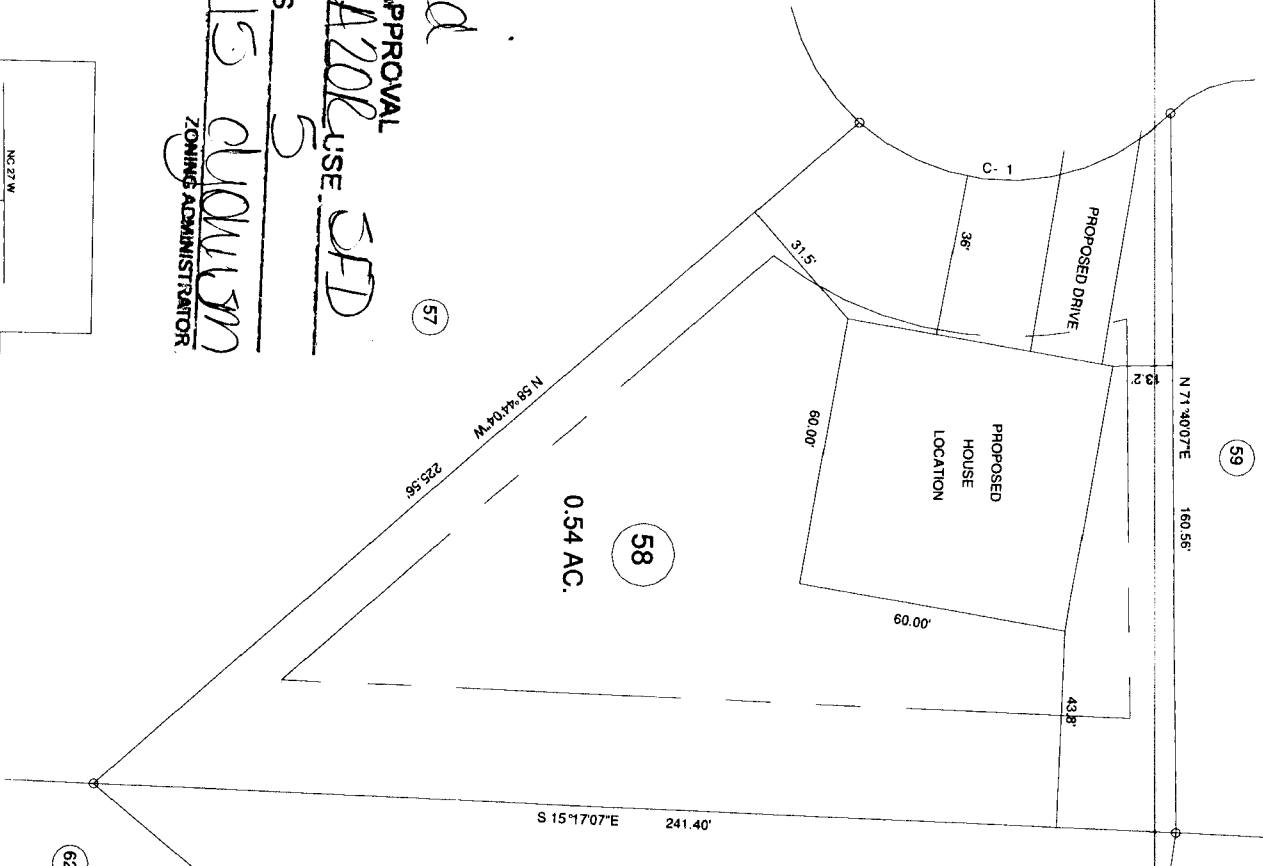 APPROVAL
USE SFD
5
15
ZONING ADMINISTRATOR
NC 27 W
57
C- 1
36'
PROPOSED DRIVE
31.5'
13.2'
N 71°40'07"E 160.56'
59
PROPOSED
HOUSE
LOCATION
60.00'
60.00'
43.8'
N 58°44'04"W 225.56'
58
0.54 AC.
S 15°17'07"E 241.40'